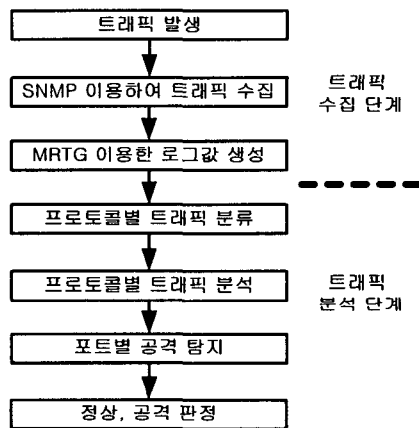 트래픽 발생
SNMP 이용하여 트래픽 수집
트래픽
수집 단계
MRTG 이용한 로그값 생성
프로토콜별 트래픽 분류
프로토콜별 트래픽 분석
트래픽
분석 단계
포트별 공격 탐지
정상, 공격 판정